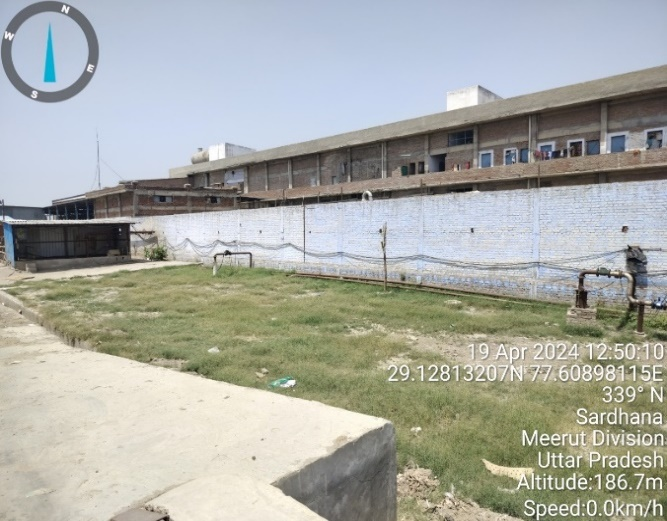 N
W
E
S
19 Apr 2024 12:50:10
29.12813207N 77.60898115E
339° N
Sardhana
Meerut Division
Uttar Pradesh
Altitude:186.7m
Speed:0.0km/h